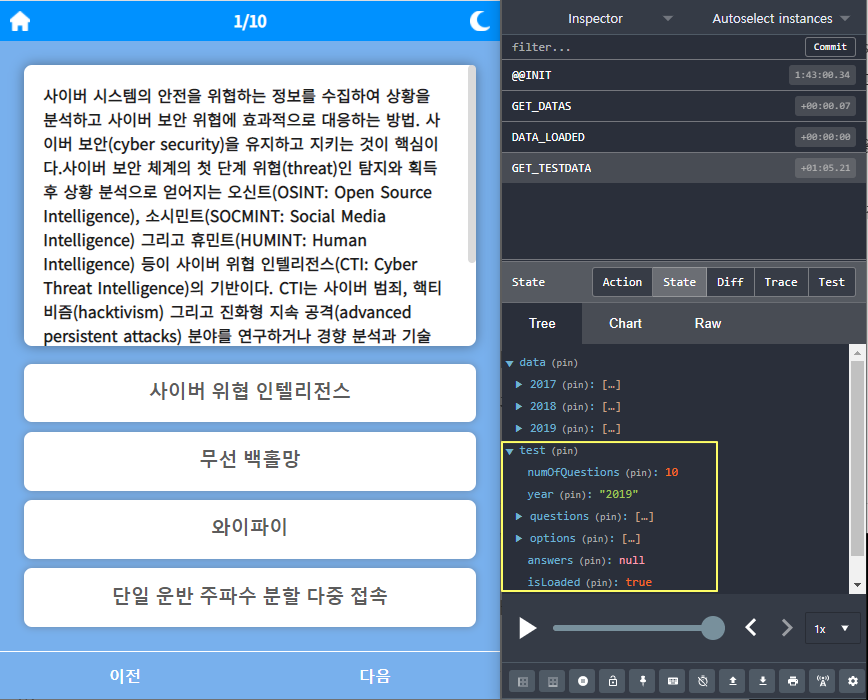 1/10
사이버 시스템의 안전을 위협하는 정보를 수집하여 상황을
분석하고 사이버 보안 위협에 효과적으로 대응하는 방법. 사
이버 보안(cyber security)을 유지하고 지키는 것이 핵심이
다.사이버 보안 체계의 첫 단계 위협(threat)인 탐지와 획득
후 상황 분석으로 얻어지는 오신트(OSINT: Open Source
Intelligence), 소시민트(SOCMINT: Social Media
Intelligence) 그리고 휴민트(HUMINT: Human
Intelligence) 등이 사이버 위협 인텔리전스(CTI: Cyber
Threat Intelligence)의 기반이다. CTI는 사이버 범죄, 핵티
비즘(hacktivism) 그리고 진화형 지속 공격(advanced
persistent attacks) 분야를 연구하거나 경향 분석과 기술
사이버 위협 인텔리전스
무선 백홀망
와이파이
단일 운반 주파수 분할 다중 접속
이전 다음
Inspector Autoselect instances
filter... Commit
@@INIT 1:43:00.34
GET_DATAS +00:00.07
DATA_LOADED +00:00:00
GET_TESTDATA +01:05.21
State Action State Diff Trace Test
Tree Chart Raw
data (pin)
2017 (pin): […]
2018 (pin): […]
2019 (pin): […]
test (pin)
numOfQuestions (pin): 10
year (pin): "2019"
questions (pin): […]
options (pin): […]
answers (pin): null
isLoaded (pin): true
1x